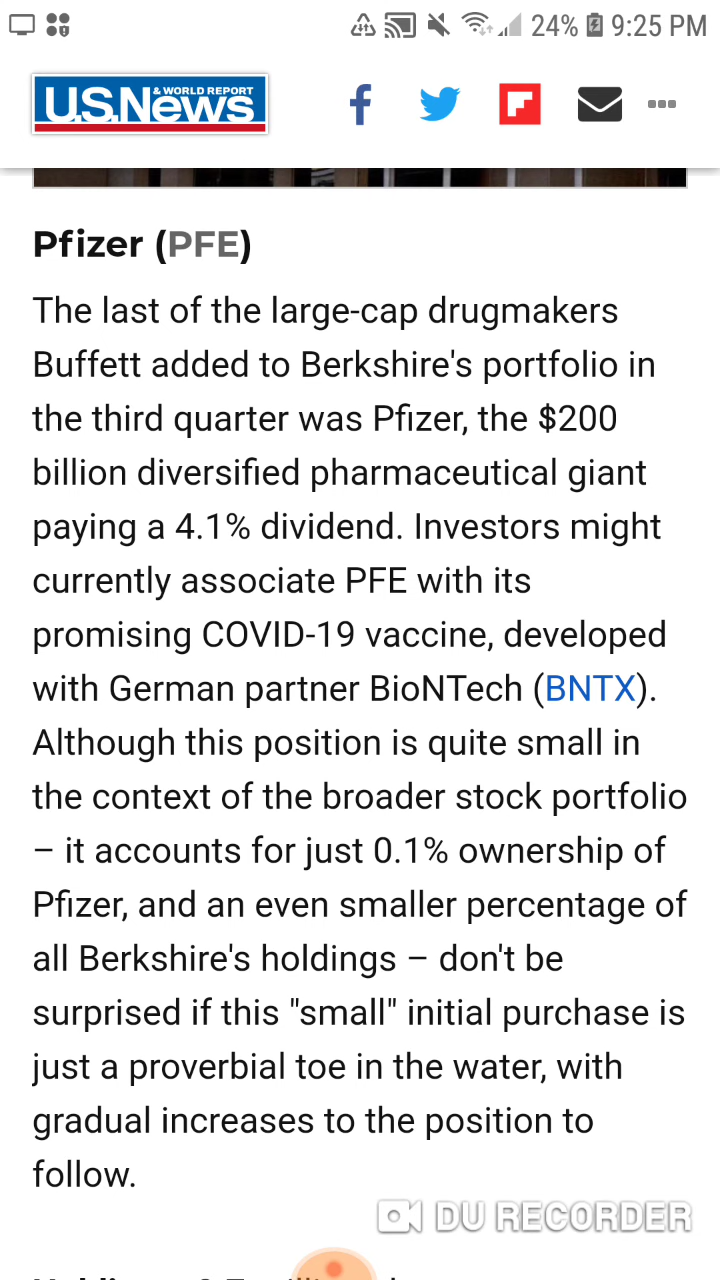 24% 9:25 PM
U.S.News
& WORLD REPORT
Pfizer (PFE)
The last of the large-cap drugmakers
Buffett added to Berkshire's portfolio in
the third quarter was Pfizer, the $200
billion diversified pharmaceutical giant
paying a 4.1% dividend. Investors might
currently associate PFE with its
promising COVID-19 vaccine, developed
with German partner BioNTech (BNTX).
Although this position is quite small in
the context of the broader stock portfolio
– it accounts for just 0.1% ownership of
Pfizer, and an even smaller percentage of
all Berkshire's holdings – don't be
surprised if this "small" initial purchase is
just a proverbial toe in the water, with
gradual increases to the position to
follow.
DU RECORDER